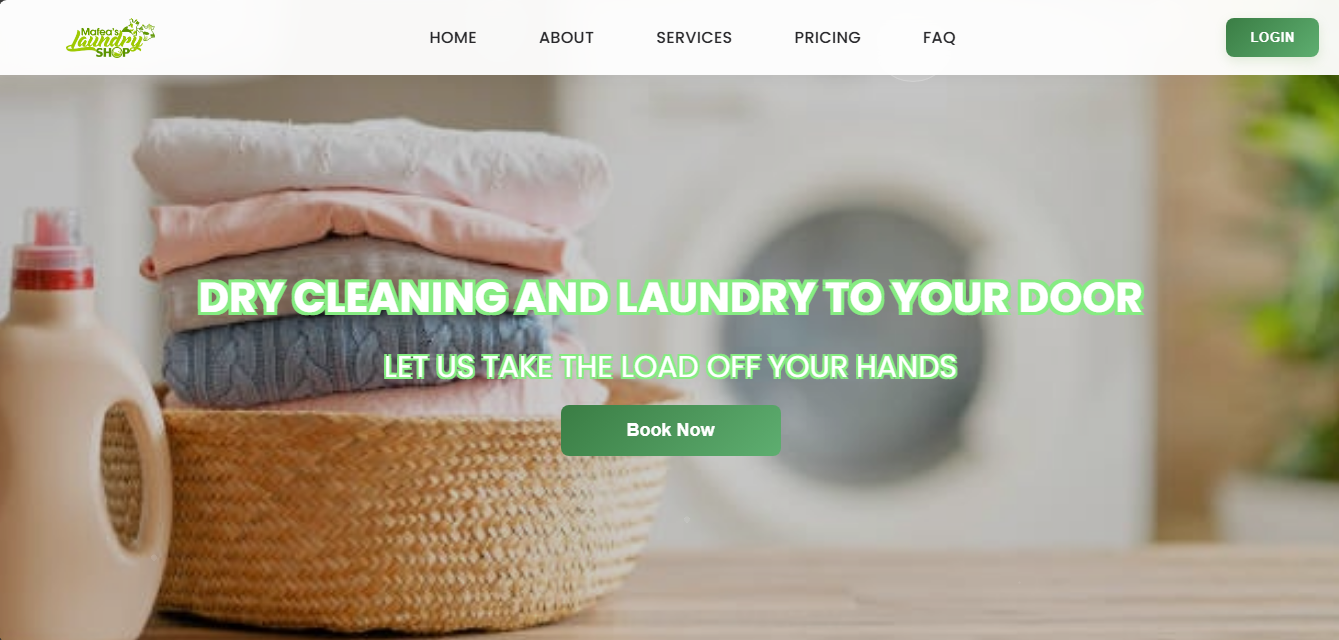 Mafea's
Laundry
SHOP
HOME
ABOUT
SERVICES
PRICING
FAQ
LOGIN
DRY CLEANING AND LAUNDRY TO YOUR DOOR
LET US TAKE THE LOAD OFF YOUR HANDS
Book Now